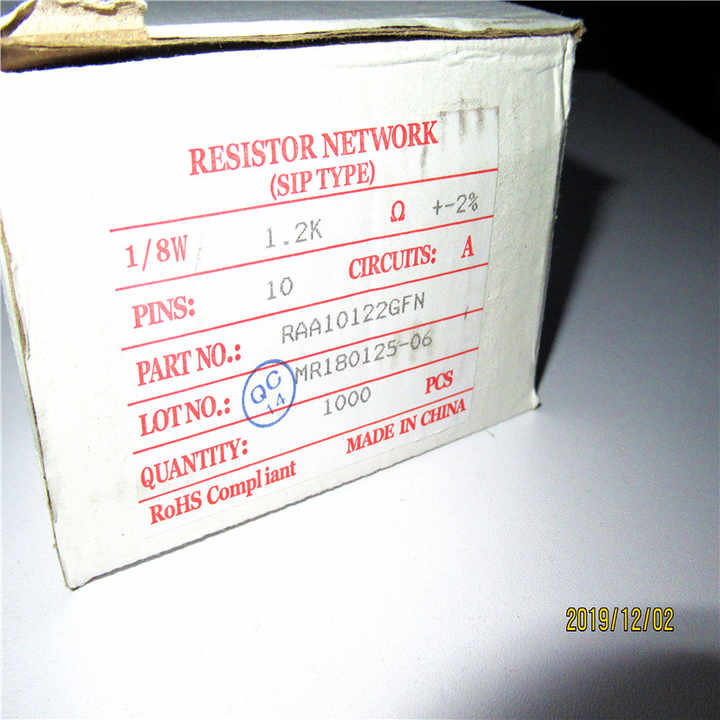 RESISTOR NETWORK
(SIP TYPE)
1/8W 1.2K Ω +-2%
PINS: 10 CIRCUITS: A
PART NO.: RAA10122GFN
LOT NO.: MR180125-06
QC
14
QUANTITY: 1000 PCS
RoHS Compliant MADE IN CHINA
2019/12/02